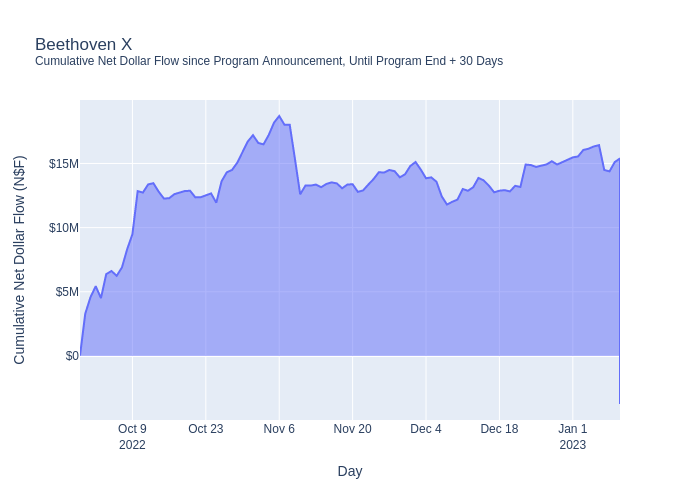 Beethoven X
Cumulative Net Dollar Flow since Program Announcement, Until Program End + 30 Days
Cumulative Net Dollar Flow (N$F)
$15M
$10M
$5M
$0
Oct 9
2022
Oct 23
Nov 6
Nov 20
Dec 4
Dec 18
Jan 1
2023
Day